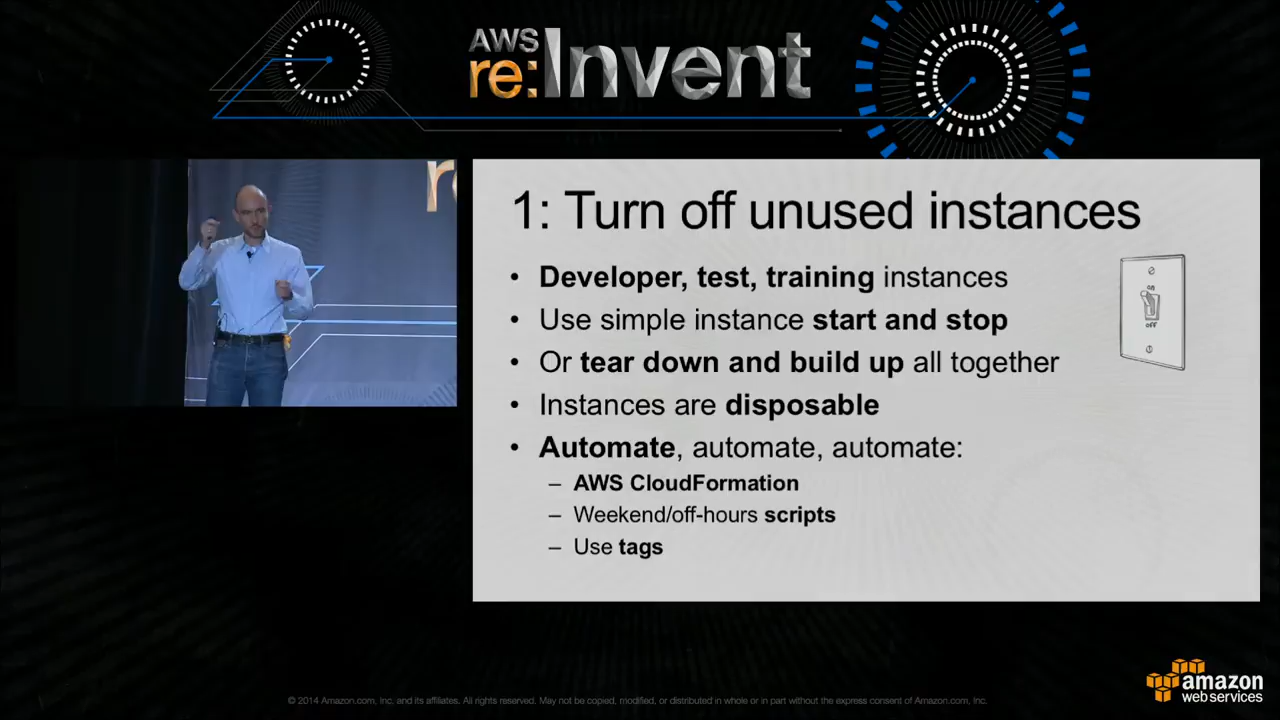 AWS
re:Invent
re
1: Turn off unused instances
• Developer, test, training instances
• Use simple instance start and stop
• Or tear down and build up all together
• Instances are disposable
• Automate, automate, automate:
– AWS CloudFormation
– Weekend/off-hours scripts
– Use tags
on
off
amazon
web services
© 2014 Amazon.com, Inc. and its affiliates. All rights reserved. May not be copied, modified, or distributed in whole or in part without the express consent of Amazon.com, Inc.